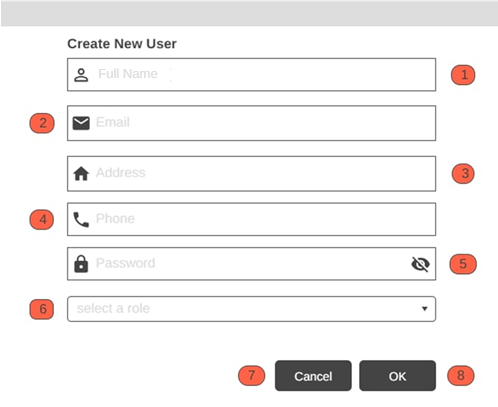 Create New User
Full Name 1
2 Email
Address 3
4 Phone
Password 5
6 select a role
7 Cancel OK 8